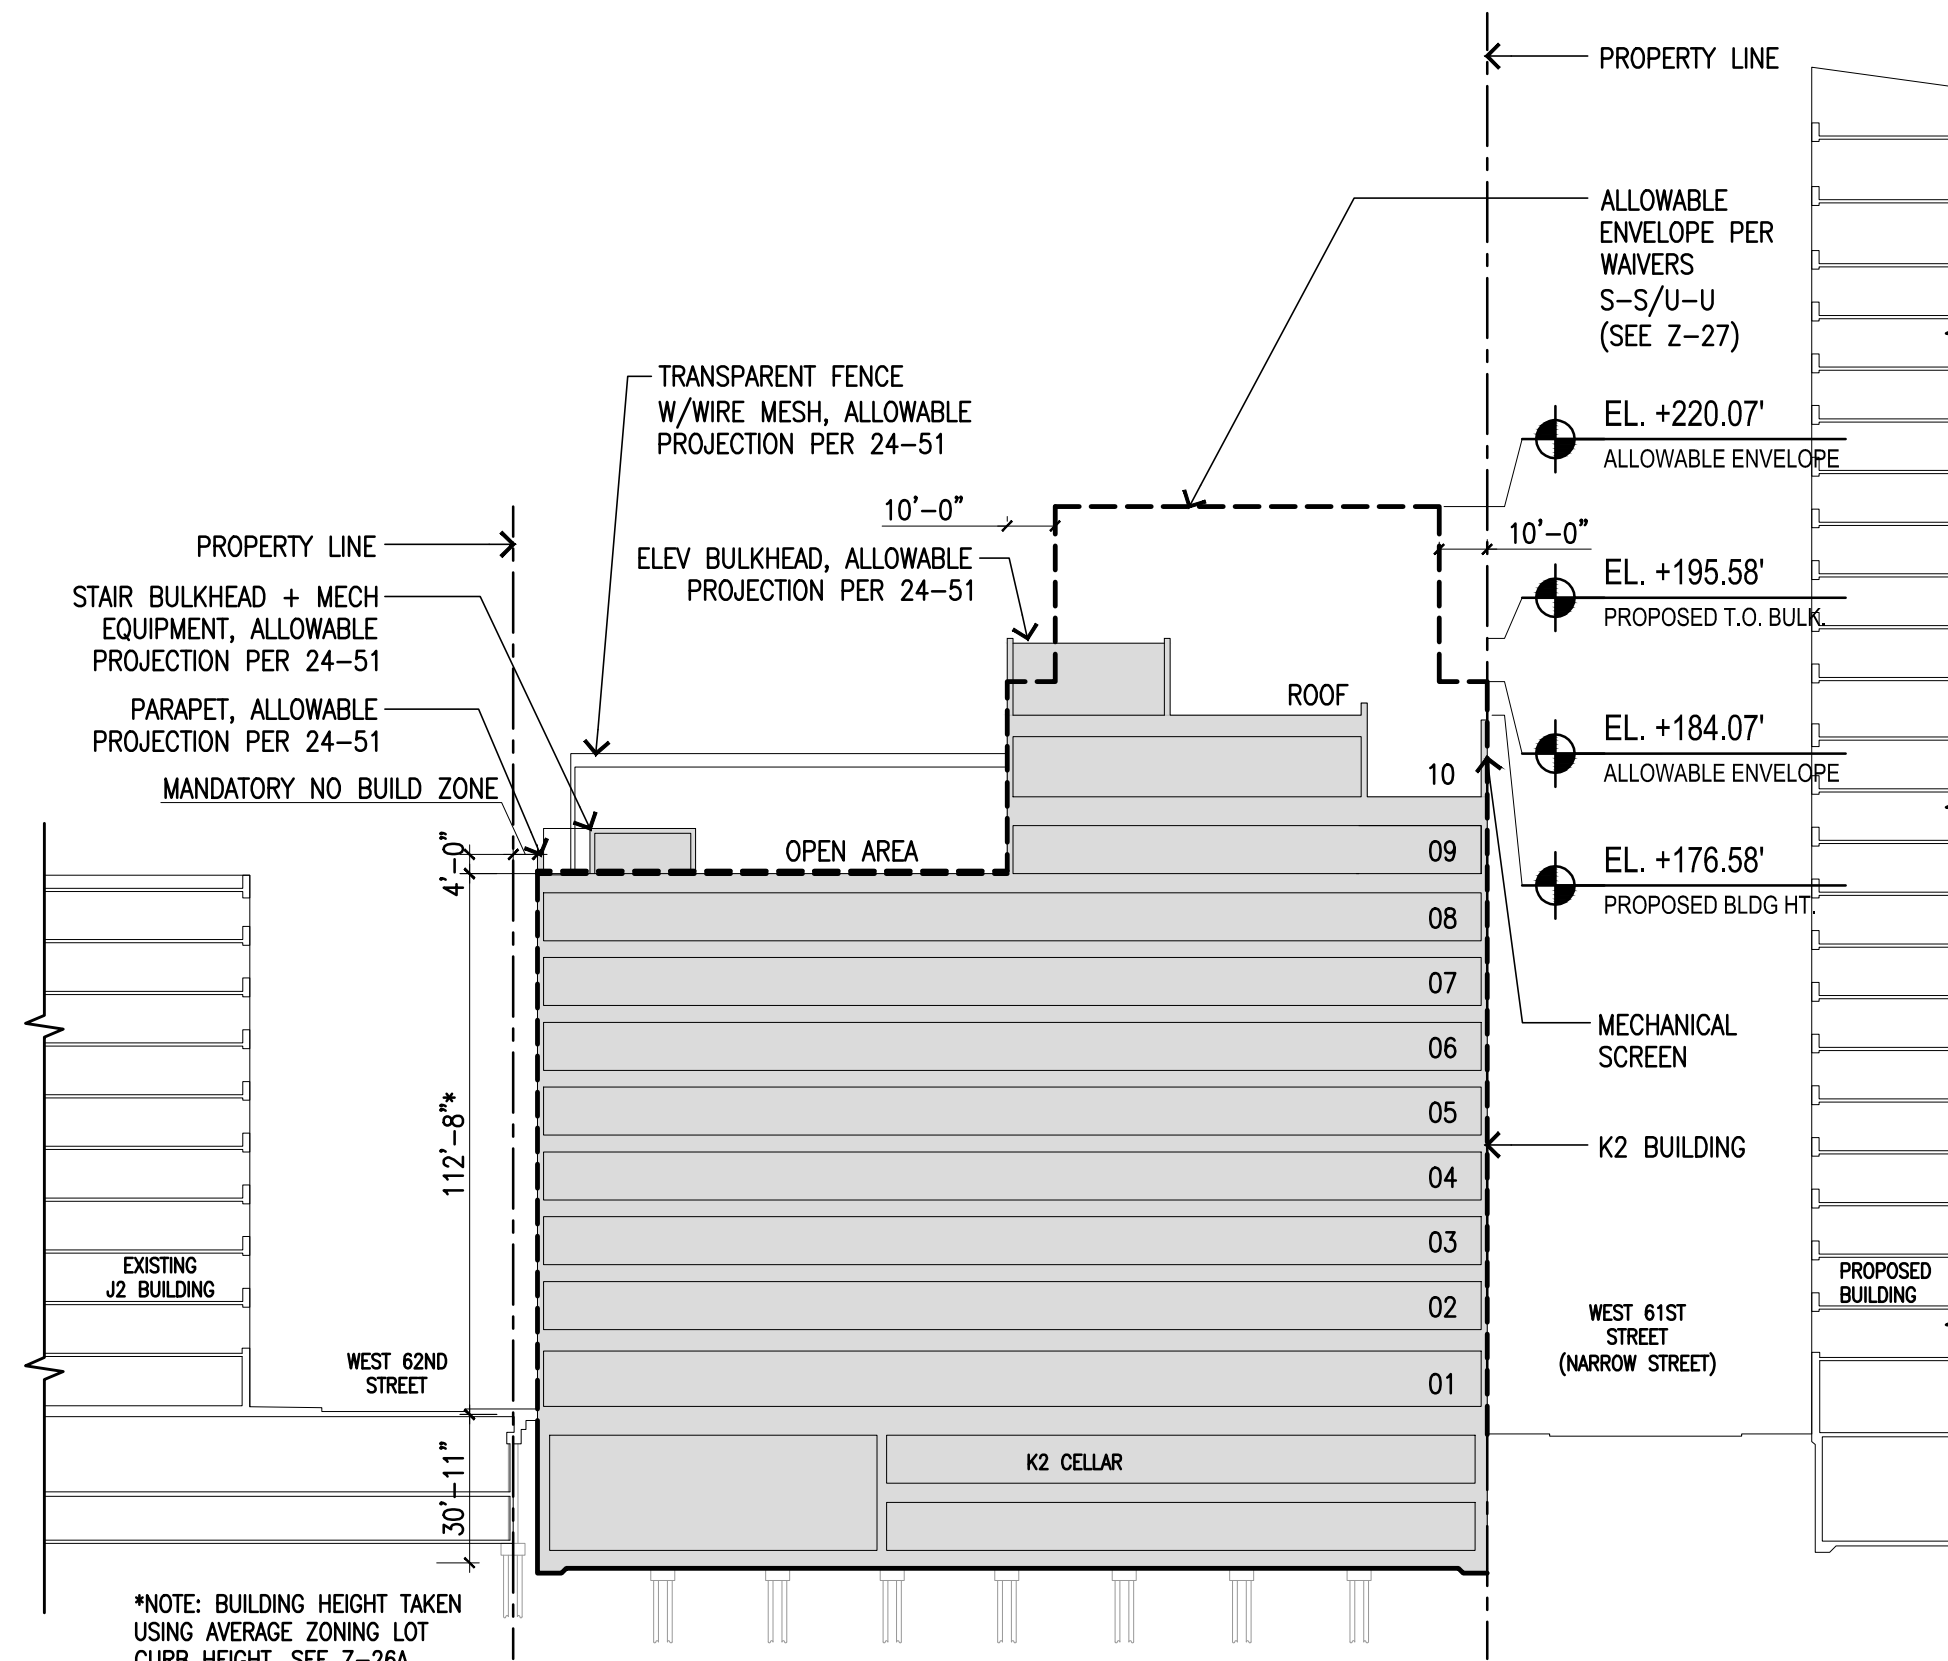 PROPERTY LINE
ALLOWABLE
ENVELOPE PER
WAIVERS
S-S/U-U
(SEE Z-27)
TRANSPARENT FENCE
W/WIRE MESH, ALLOWABLE
PROJECTION PER 24-51
EL. +220.07'
ALLOWABLE ENVELOPE
10'-0"
10'-0"
PROPERTY LINE
ELEV BULKHEAD, ALLOWABLE
PROJECTION PER 24-51
EL. +195.58'
PROPOSED T.O. BULK.
STAIR BULKHEAD + MECH
EQUIPMENT, ALLOWABLE
PROJECTION PER 24-51
ROOF
PARAPET, ALLOWABLE
PROJECTION PER 24-51
EL. +184.07'
ALLOWABLE ENVELOPE
MANDATORY NO BUILD ZONE
10
4'-0"
OPEN AREA
09
EL. +176.58'
PROPOSED BLDG HT.
08
07
MECHANICAL
SCREEN
06
05
112'-8"*
K2 BUILDING
04
03
EXISTING
J2 BUILDING
PROPOSED
BUILDING
02
WEST 61ST
STREET
(NARROW STREET)
WEST 62ND
STREET
01
K2 CELLAR
30'-11"
*NOTE: BUILDING HEIGHT TAKEN
USING AVERAGE ZONING LOT
CURB HEIGHT. SEE Z-26A